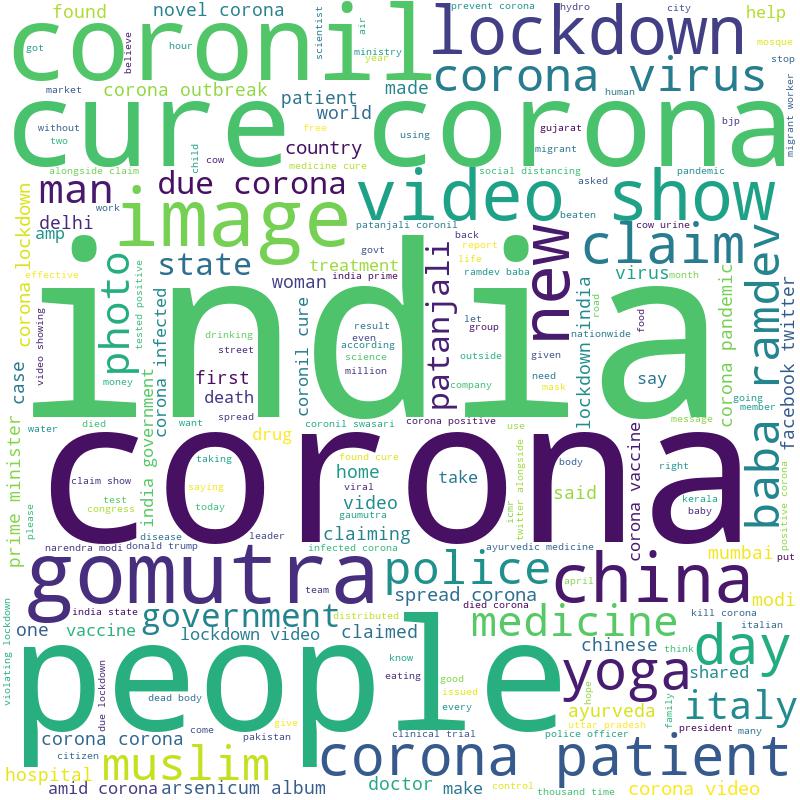 found
novel corona
prevent corona
hydro
city
help
got
believe
hour
scientist
air
ministry
year
coronil
lockdown
mosque
stop
market
corona outbreak
made
corona virus
human
migrant worker
patient
world
cure
corona
without
two
free
using
gujarat
bjp
migrant
child
cow
country
medicine cure
alongside claim
social distancing
pandemic
man
due corona
asked
video show
work
delhi
image
patanjali coronil
beaten
cow urine
amp
back
report
life
claim
state
govt
india prime
treatment
ramdev baba
virus
month
effective
corona lockdown
woman
tested positive
patanjali
new
baba ramdev
photo
india
result
even
let
group
nationwide
road
food
video showing
drinking
according
science
million
outside
lockdown india
corona pandemic
facebook twitter
case
street
company
given
need
mask
say
going
member
first
death
money
spread
coronil cure
corona infected
india government
prime minister
died
want
coronil swasari
corona positive
use
message
water
drug
corona
found cure
taking
home
take
body
right
claim show
saying
viral
video
twitter alongside
icmr
said
corona vaccine
kerala
baby
positive corona
test
congress
today
gaumutra
claiming
please
disease
leader
narendra modi
donald trump
infected corona
ayurvedic medicine
mumbai
put
gomutra
team
police
spread corona
april
china
modi
india state
government
distributed
died corona
kill corona
italian
violating lockdown
one
vaccine
lockdown video
claimed
medicine
chinese
think
day
people
know
eating
good
issued
every
yoga
shared
hope
due lockdown
dead body
ayurveda
uttar pradesh
family
italy
come
give
president
many
corona corona
citizen
pakistan
clinical trial
police officer
muslim
corona patient
hospital
amid corona
arsenicum album
doctor
make
control
thousand time
corona video